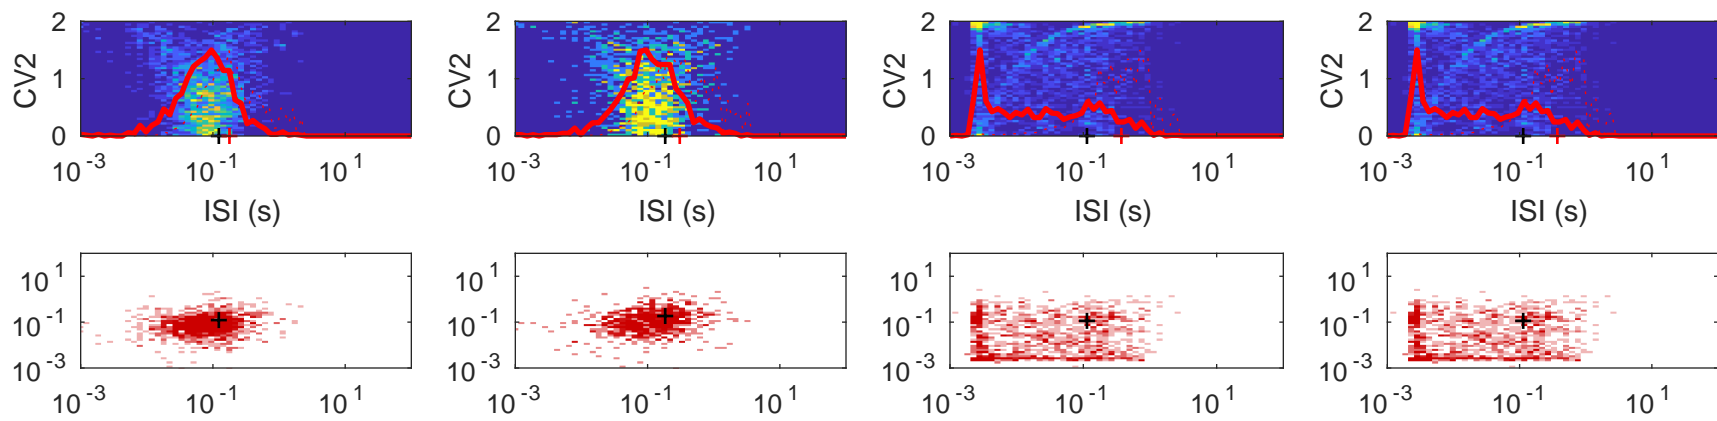 2 2 2 2
CV2 1 CV2 1 CV2 1 CV2 1
0 0 0 0
10^-3 10^-1 10^1 10^-3 10^-1 10^1 10^-3 10^-1 10^1 10^-3 10^-1 10^1
ISI (s) ISI (s) ISI (s) ISI (s)
10^1 10^1 10^1 10^1
10^-1 10^-1 10^-1 10^-1
10^-3 10^-3 10^-3 10^-3
10^-3 10^-1 10^1 10^-3 10^-1 10^1 10^-3 10^-1 10^1 10^-3 10^-1 10^1